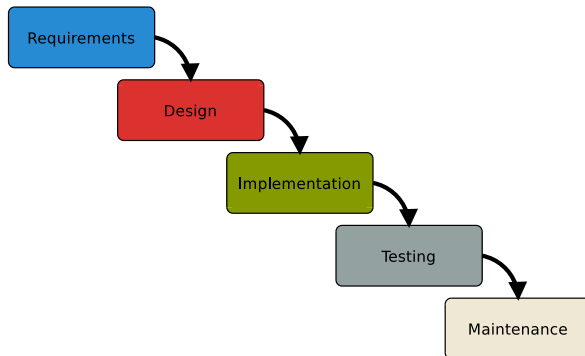 Requirements
Design
Implementation
Testing
Maintenance